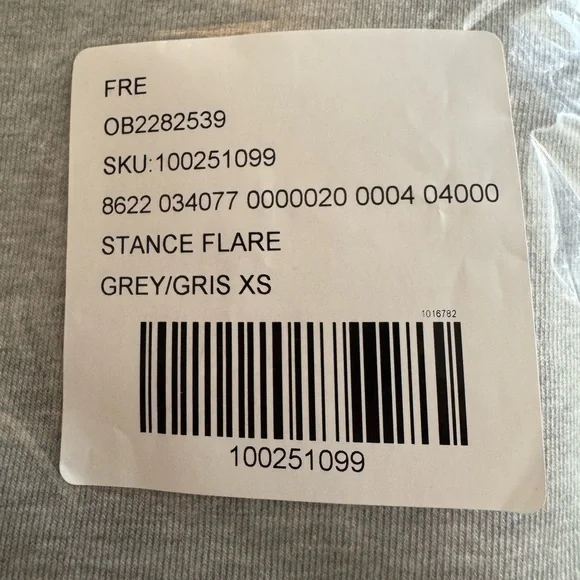 FRE
OB2282539
SKU:100251099
8622 034077 0000020 0004 04000
STANCE FLARE
GREY/GRIS XS
1016782
100251099